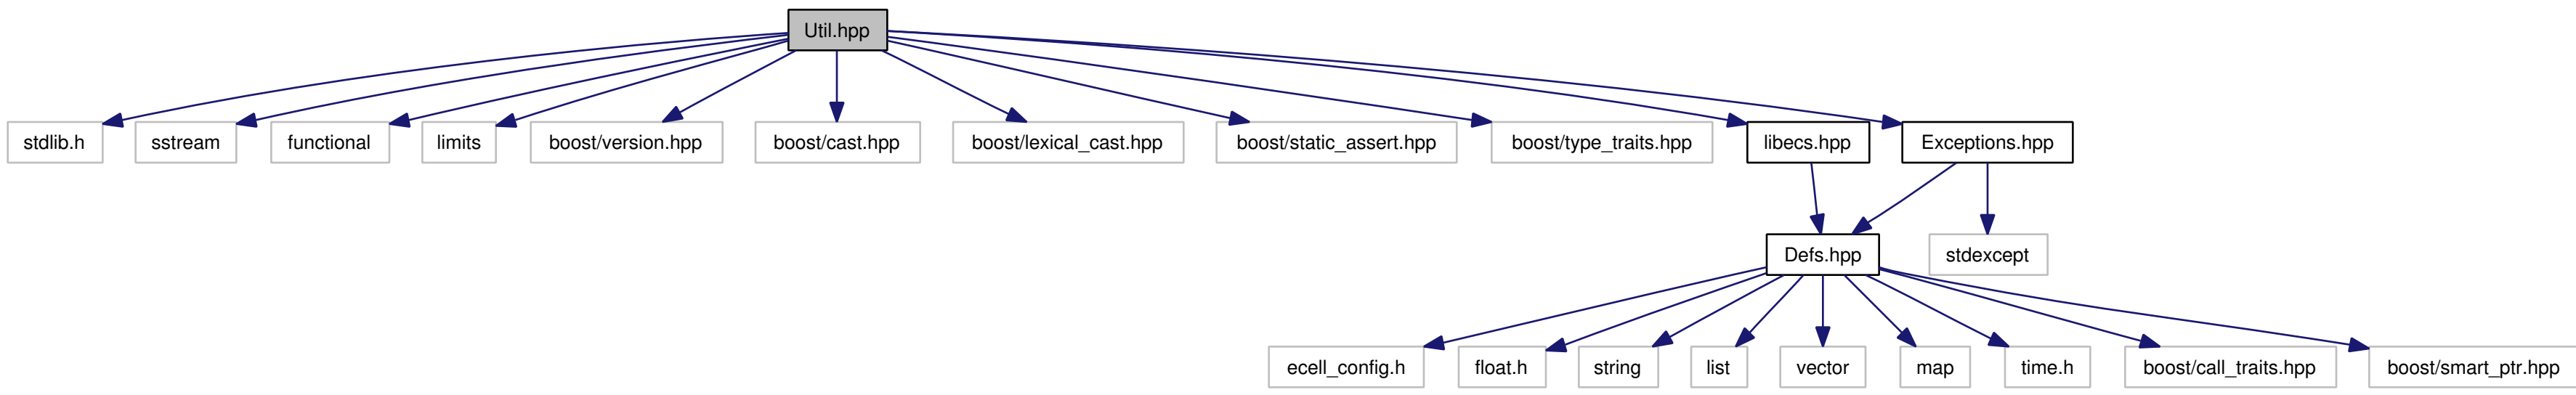 Util.hpp
stdlib.h
sstream
functional
limits
boost/version.hpp
boost/cast.hpp
boost/lexical_cast.hpp
boost/static_assert.hpp
boost/type_traits.hpp
libecs.hpp
Exceptions.hpp
Defs.hpp
stdexcept
ecell_config.h
float.h
string
list
vector
map
time.h
boost/call_traits.hpp
boost/smart_ptr.hpp